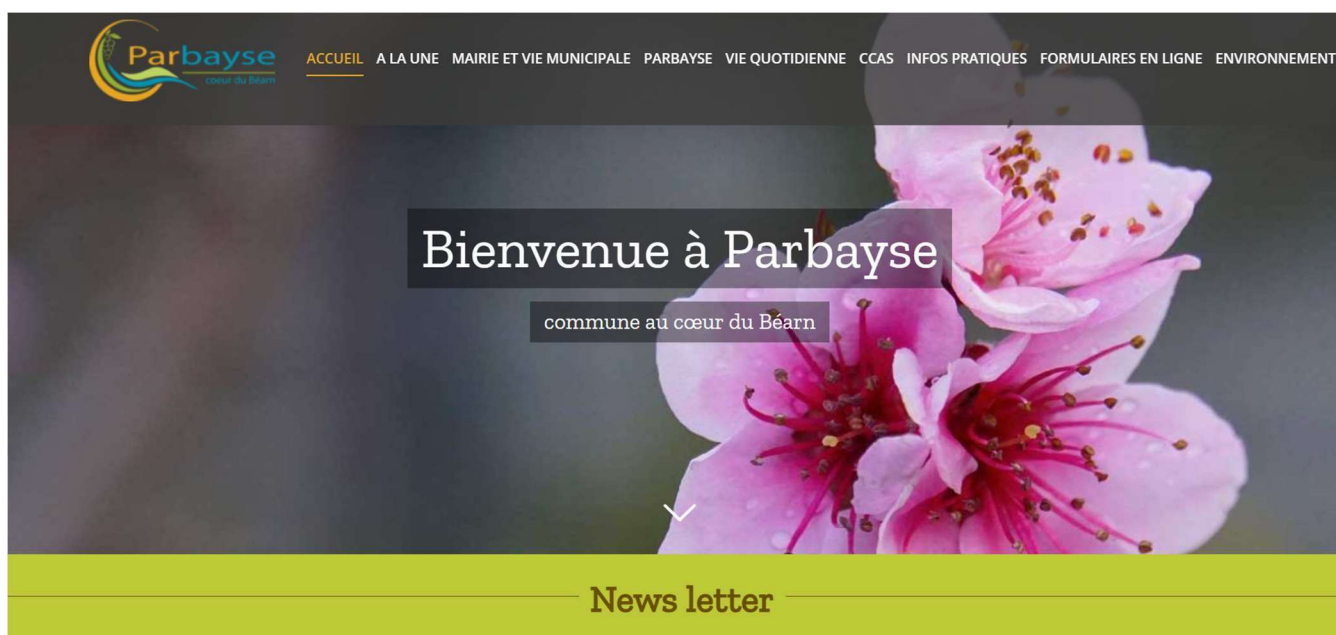 Parbayse
coeur du Béarn
ACCUEIL A LA UNE MAIRIE ET VIE MUNICIPALE PARBAYSE VIE QUOTIDIENNE CCAS INFOS PRATIQUES FORMULAIRES EN LIGNE ENVIRONNEMENT
Bienvenue à Parbayse
commune au cœur du Béarn
News letter